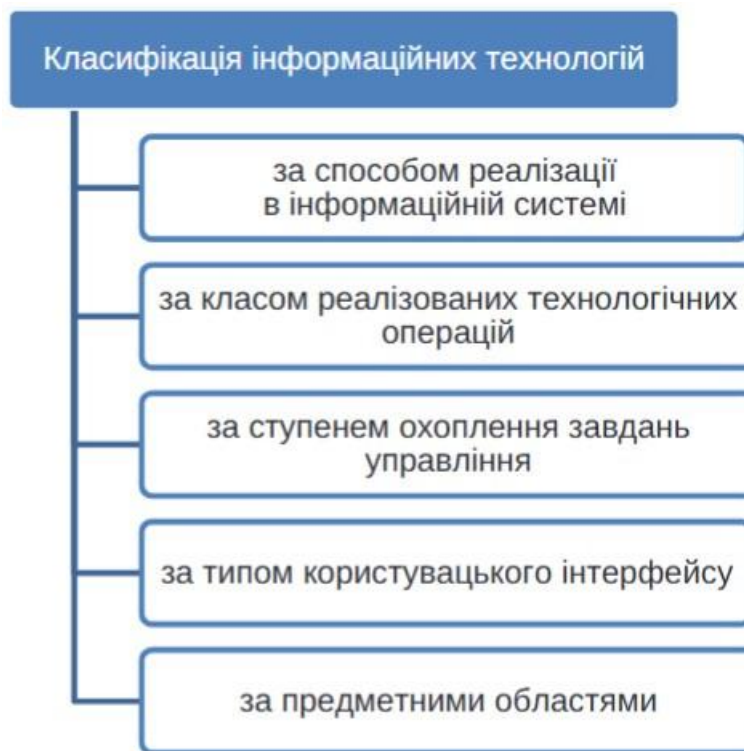 Класифікація інформаційних технологій
за способом реалізації
в інформаційній системі
за класом реалізованих технологічних
операцій
за ступенем охоплення завдань
управління
за типом користувацького інтерфейсу
за предметними областями